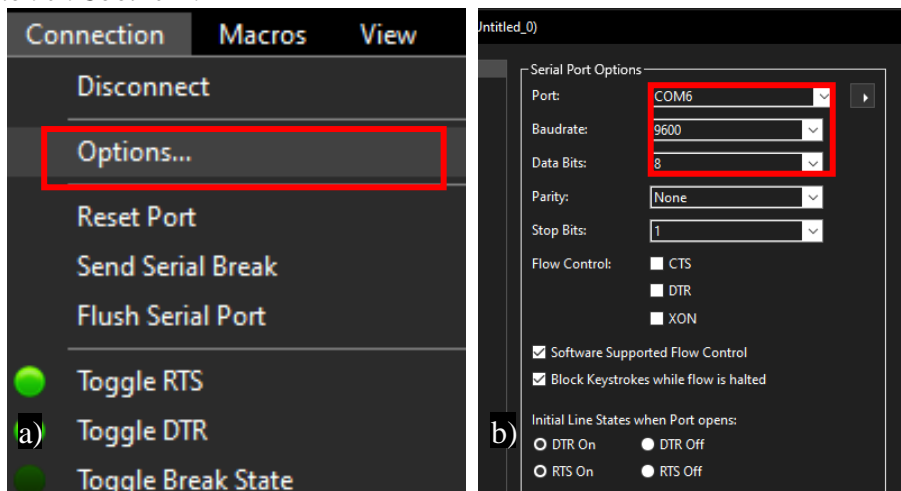 Connection Macros View
Disconnect
Options...
Reset Port
Send Serial Break
Flush Serial Port
Toggle RTS
a) Toggle DTR
Toggle Break State
Untitled_0)
Serial Port Options
Port: COM6
Baudrate: 9600
Data Bits: 8
Parity: None
Stop Bits: 1
Flow Control: CTS
DTR
XON
Software Supported Flow Control
Block Keystrokes while flow is halted
Initial Line States when Port opens:
b) DTR On DTR Off
RTS On RTS Off